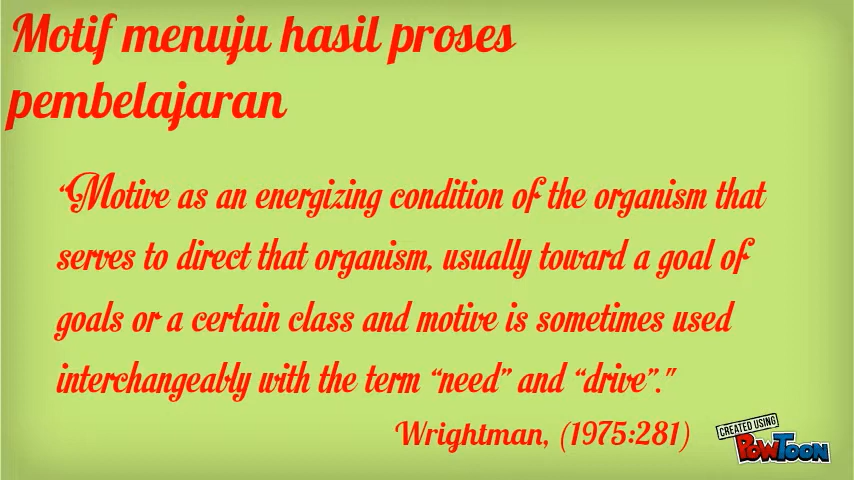 Motif menuju hasil proses
pembelajaran
“Motive as an energizing condition of the organism that
serves to direct that organism, usually toward a goal of
goals or a certain class and motive is sometimes used
interchangeably with the term “need” and “drive”."
Wrightman, (1975:281)
CREATED USING
POWTOON